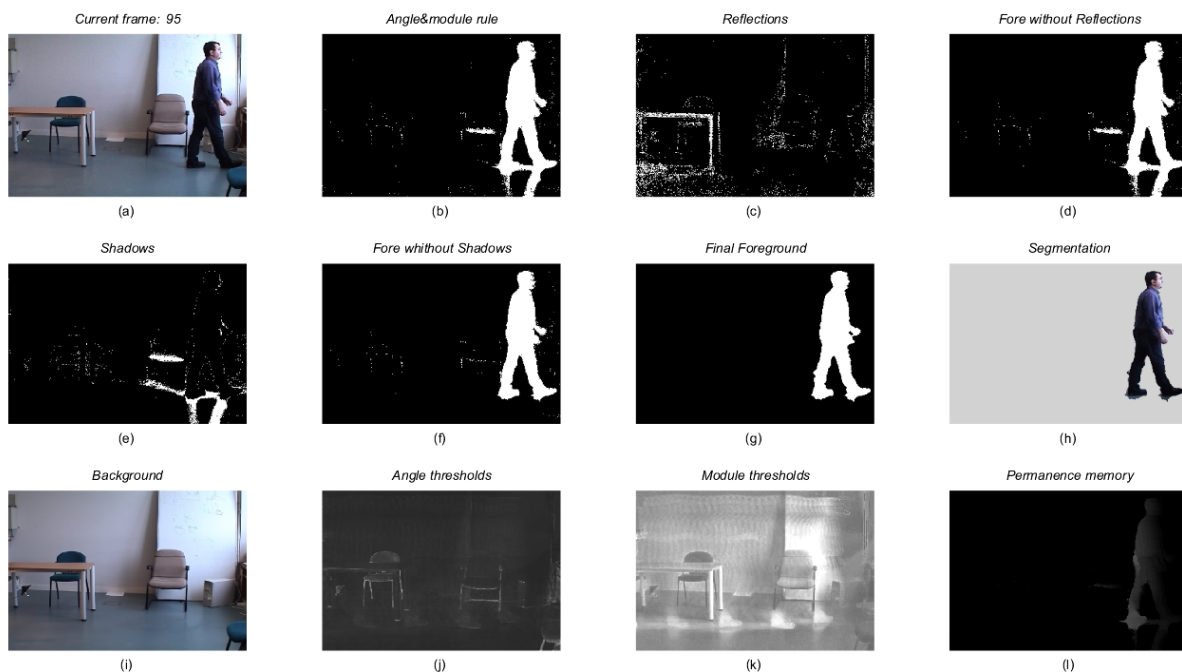 Current frame: 95
Angle&module rule
Reflections
Fore without Reflections
(a)
(b)
(c)
(d)
Shadows
Fore whithout Shadows
Final Foreground
Segmentation
(e)
(f)
(g)
(h)
Background
Angle thresholds
Module thresholds
Permanence memory
(i)
(j)
(k)
(l)